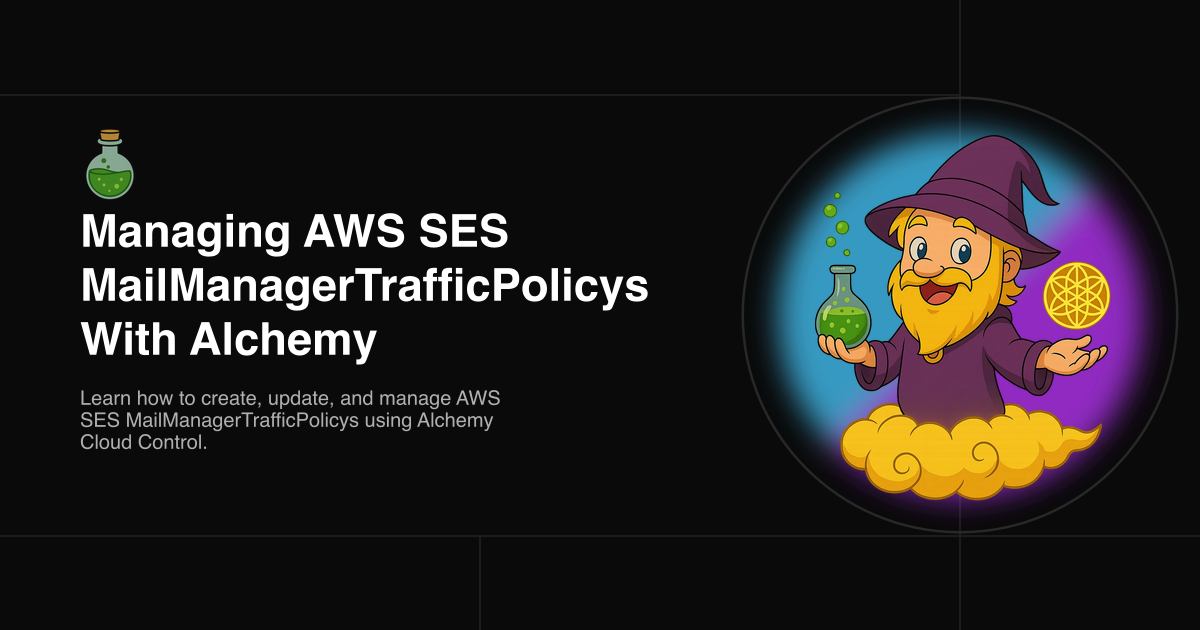 Managing AWS SES
MailManagerTrafficPolicys
With Alchemy
Learn how to create, update, and manage AWS
SES MailManagerTrafficPolicys using Alchemy
Cloud Control.